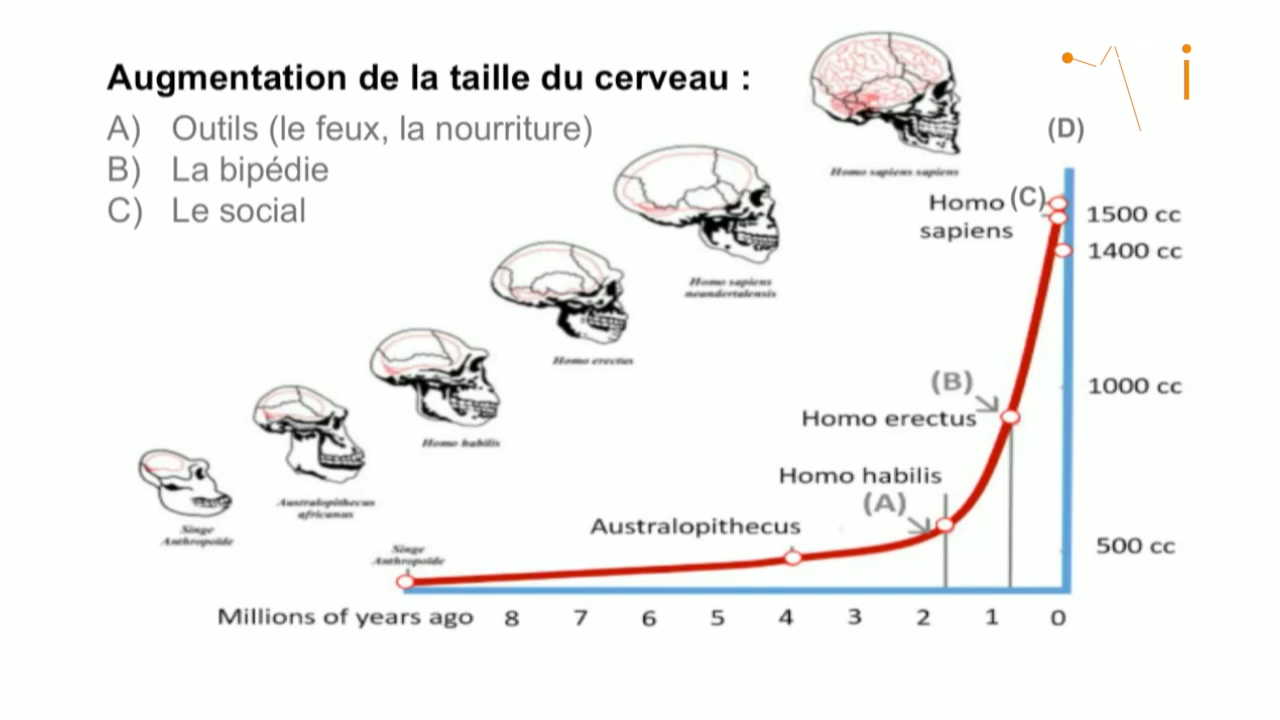 Augmentation de la taille du cerveau :
A) Outils (le feux, la nourriture)
B) La bipédie
C) Le social
i
Homo sapiens sapiens
(D)
Homo sapiens
neandertalensis
Homo erectus
Homo habilis
Australopithecus
africanus
Singe
Anthropoïde
Homo (C)
sapiens
1500 cc
1400 cc
(B)
1000 cc
Homo erectus
Homo habilis
(A)
Australopithecus
500 cc
Singe
Anthropoïde
Millions of years ago 8 7 6 5 4 3 2 1 0